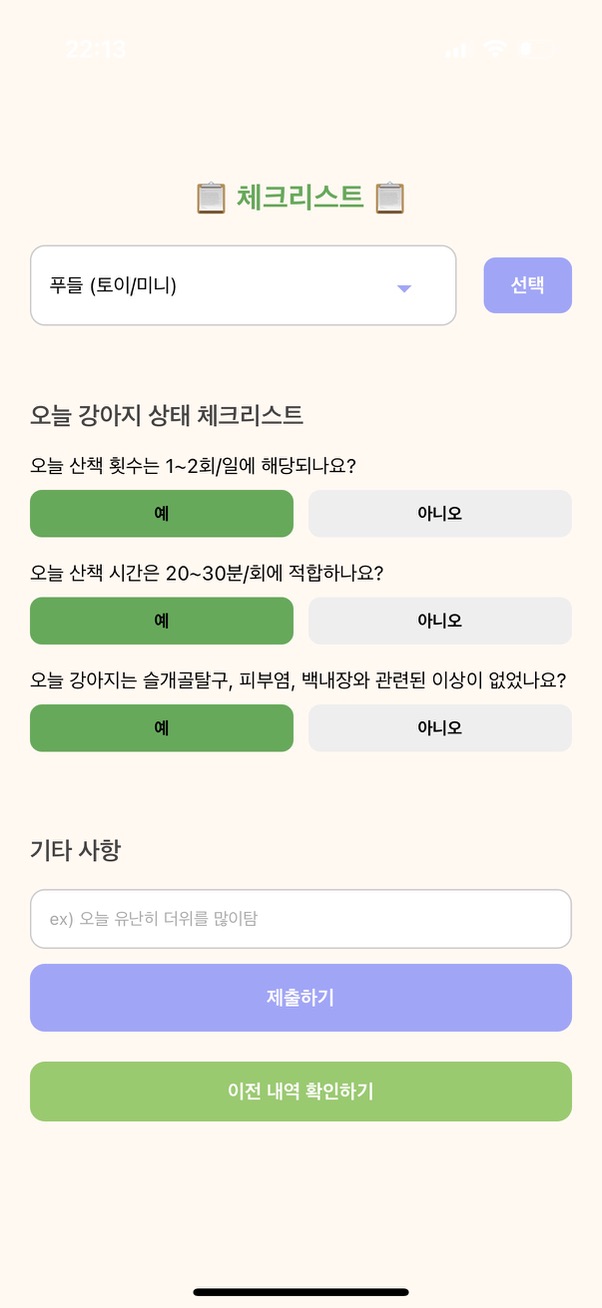 22:13
📋 체크리스트 📋
푸들 (토이/미니)
선택
오늘 강아지 상태 체크리스트
오늘 산책 횟수는 1~2회/일에 해당되나요?
예
아니오
오늘 산책 시간은 20~30분/회에 적합하나요?
예
아니오
오늘 강아지는 슬개골탈구, 피부염, 백내장와 관련된 이상이 없었나요?
예
아니오
기타 사항
ex) 오늘 유난히 더위를 많이탐
제출하기
이전 내역 확인하기